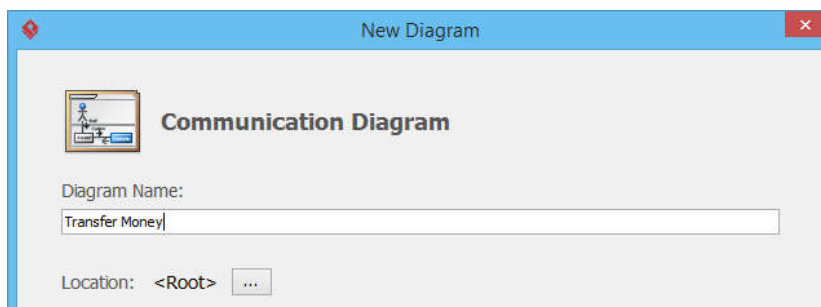 New Diagram
Communication Diagram
Diagram Name:
Transfer Money
Location: <Root> ...